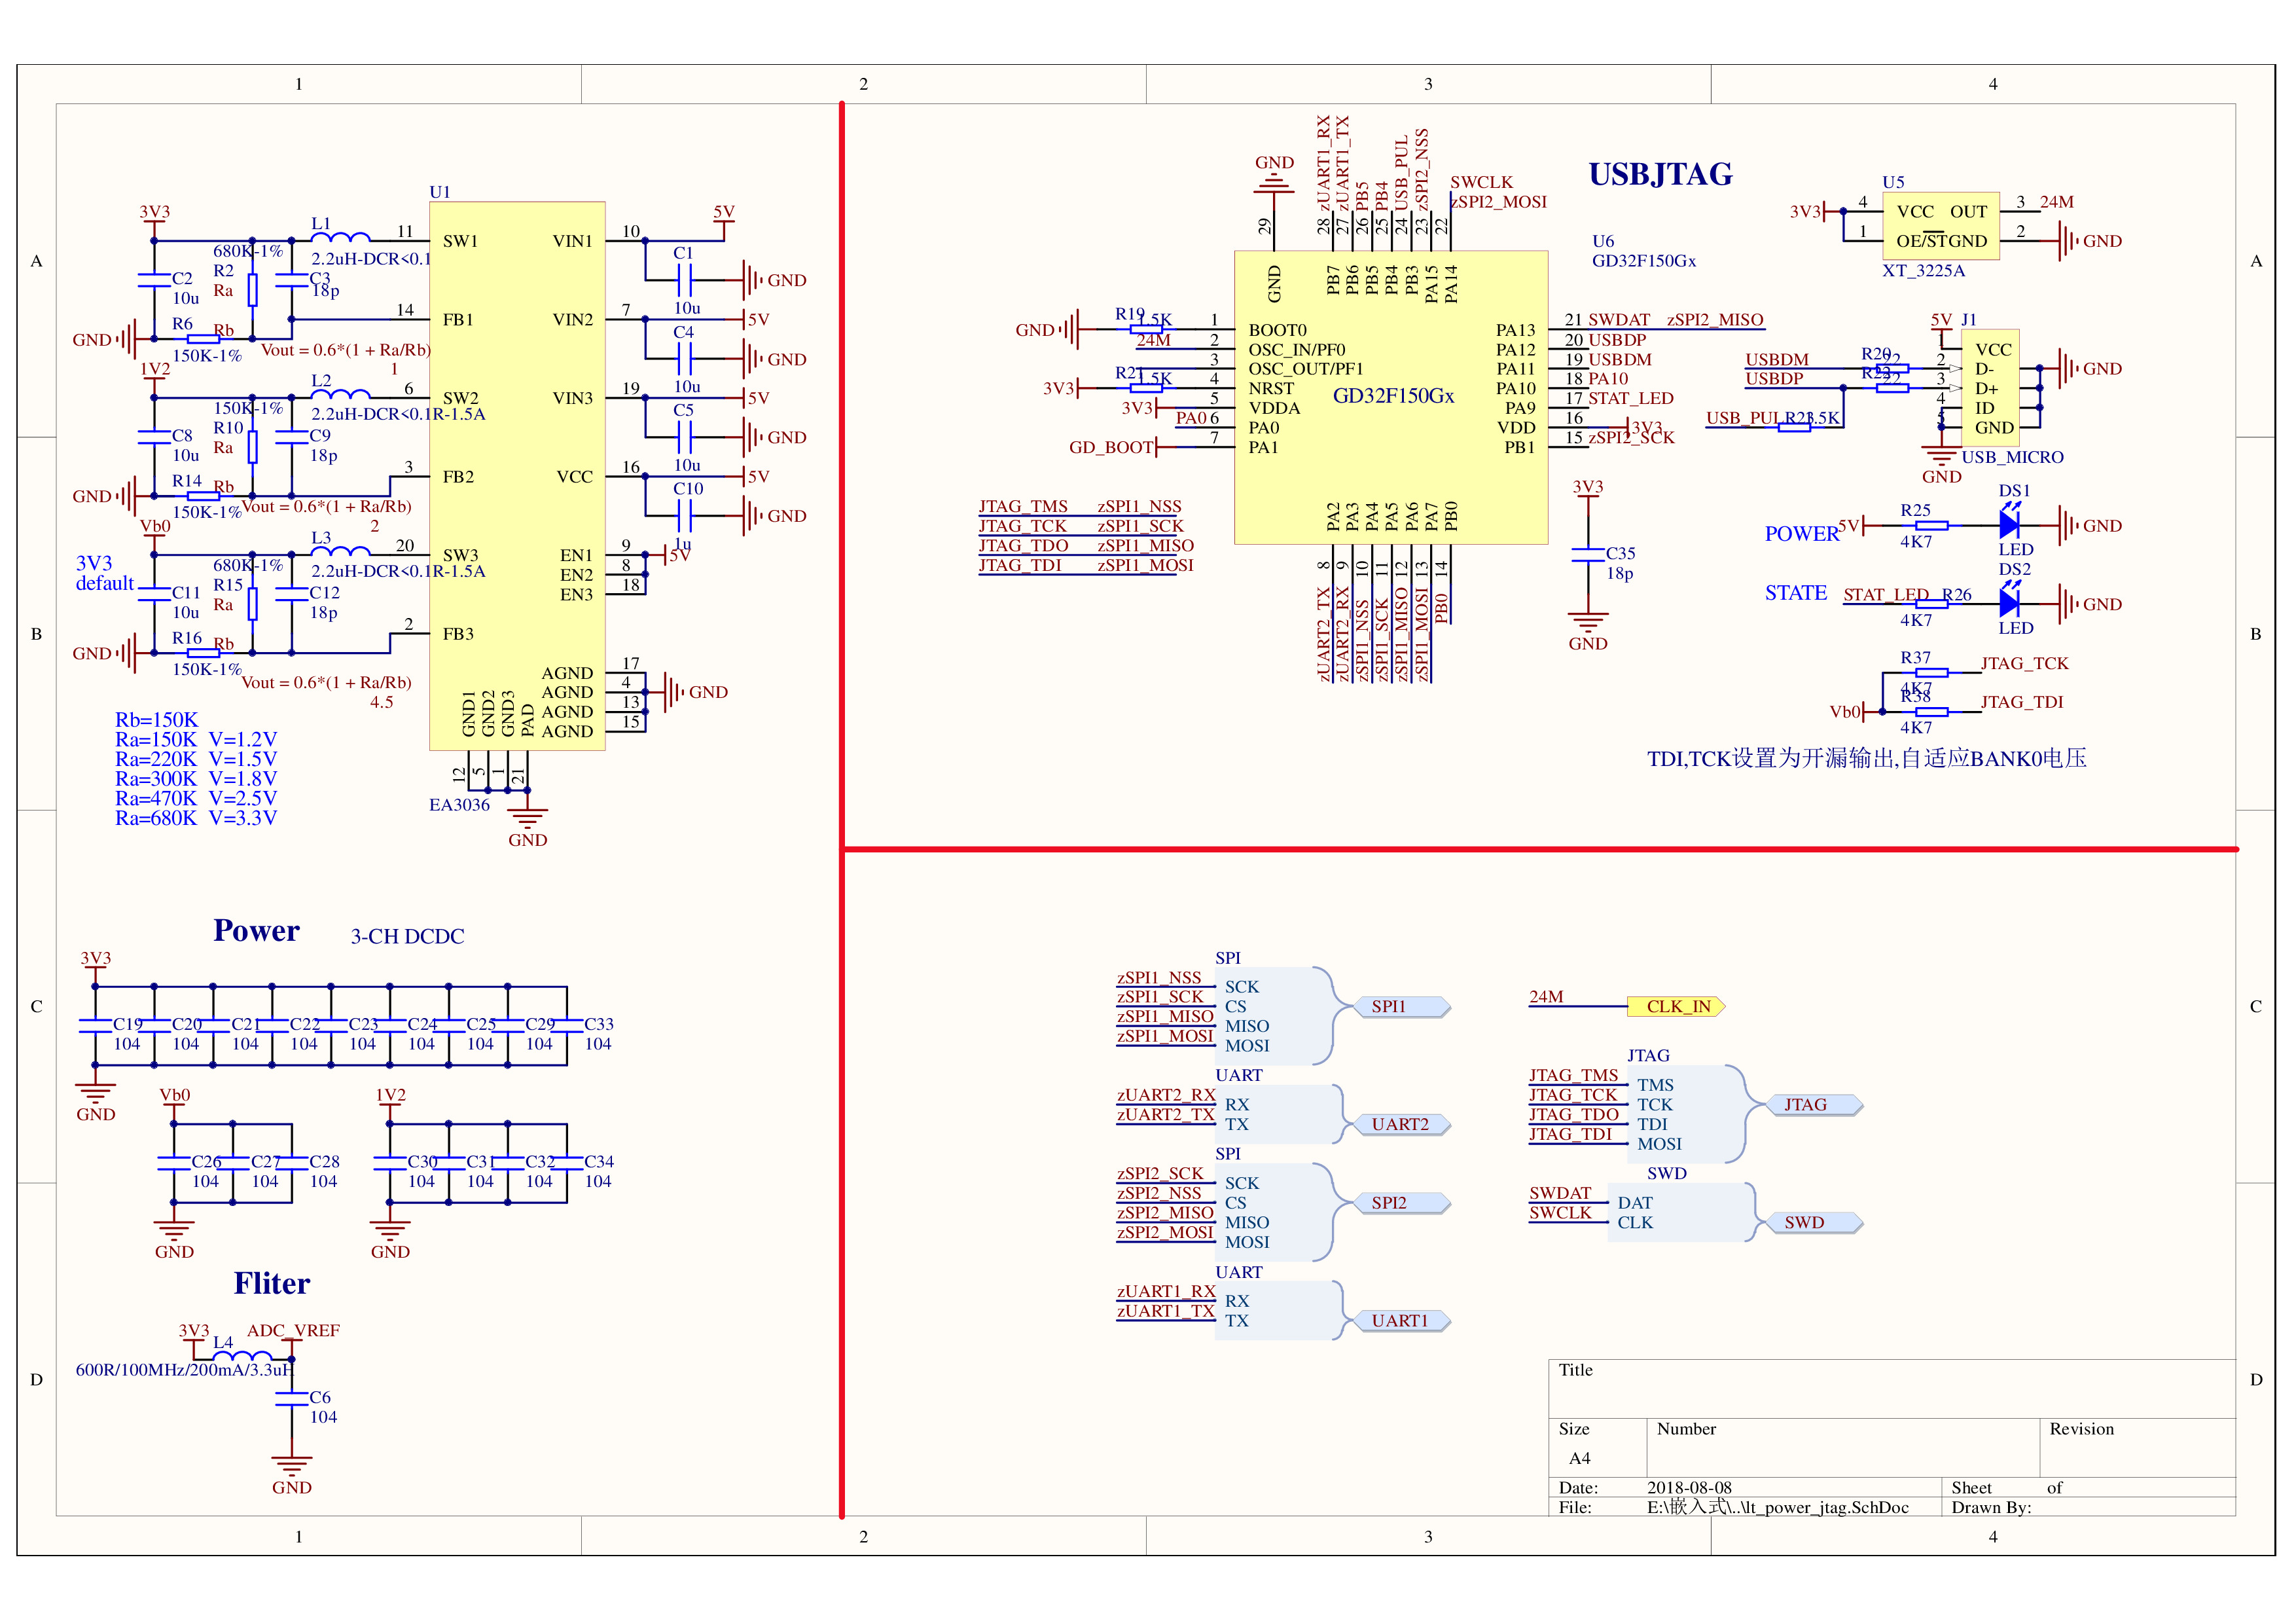 1
2
3
4
A
B
C
D
U1
3V3
L1
11
SW1
VIN1
10
5V
680K-1%
2.2uH-DCR<0.1
C1
GND
10u
C2
10u
R2
Ra
C3
18p
14
FB1
VIN2
7
5V
R6
Rb
GND
150K-1%
Vout = 0.6*(1 + Ra/Rb)
1
C4
GND
10u
1V2
L2
6
SW2
VIN3
19
5V
150K-1%
2.2uH-DCR<0.1R-1.5A
C5
GND
10u
C8
10u
R10
Ra
C9
18p
3
FB2
VCC
16
5V
R14
Rb
GND
150K-1%
Vout = 0.6*(1 + Ra/Rb)
2
C10
GND
1u
Vb0
L3
20
SW3
EN1
9
5V
EN2
8
EN3
18
3V3
default
680K-1%
2.2uH-DCR<0.1R-1.5A
C11
10u
R15
Ra
C12
18p
2
FB3
R16
Rb
GND
150K-1%
Vout = 0.6*(1 + Ra/Rb)
4.5
AGND
17
AGND
4
GND
AGND
13
AGND
15
GND1
GND2
GND3
PAD
12
5
1
21
EA3036
GND
Rb=150K
Ra=150K V=1.2V
Ra=220K V=1.5V
Ra=300K V=1.8V
Ra=470K V=2.5V
Ra=680K V=3.3V
Power
3-CH DCDC
3V3
C19
C20
C21
C22
C23
C24
C25
C29
C33
104
104
104
104
104
104
104
104
104
GND
Vb0
C26
C27
C28
104
104
104
GND
1V2
C30
C31
C32
C34
104
104
104
104
GND
Fliter
3V3
L4
ADC_VREF
600R/100MHz/200mA/3.3uH
C6
104
GND
USBJTAG
U6
GD32F150Gx
GND
29
GND
zUART1_RX
28
PB7
zUART1_TX
27
PB6
PB5
26
PB5
PB4
25
PB4
USB_PUL
24
PB3
zSPI2_NSS
23
PA15
SWCLK
zSPI2_MOSI
22
PA14
GD32F150Gx
GND
R19
1.5K
1
BOOT0
24M
2
OSC_IN/PF0
3
OSC_OUT/PF1
3V3
R21
1.5K
4
NRST
3V3
5
VDDA
PA0
6
PA0
GD_BOOT
7
PA1
PA13
21
SWDAT
zSPI2_MISO
PA12
20
USBDP
PA11
19
USBDM
PA10
18
PA10
PA9
17
STAT_LED
VDD
16
3V3
PB1
15
zSPI2_SCK
PA2
8
zUART2_TX
PA3
9
zUART2_RX
PA4
10
zSPI1_NSS
PA5
11
zSPI1_SCK
PA6
12
zSPI1_MISO
PA7
13
zSPI1_MOSI
PB0
14
PB0
JTAG_TMS zSPI1_NSS
JTAG_TCK zSPI1_SCK
JTAG_TDO zSPI1_MISO
JTAG_TDI zSPI1_MOSI
3V3
C35
18p
GND
U5
3V3
4
VCC OUT
3
24M
1
OE/STGND
2
GND
XT_3225A
5V
J1
1
VCC
USBDM
R20
22
2
D-
GND
USBDP
22
3
D+
4
ID
USB_PUL
GND
USB_MICRO
GND
POWER
5V
R25
4K7
DS1
LED
GND
STATE
STAT_LED
R26
4K7
DS2
LED
GND
R37
4K7
JTAG_TCK
Vb0
R38
4K7
JTAG_TDI
TDI,TCK设置为开漏输出,自适应BANK0电压
SPI
zSPI1_NSS SCK
zSPI1_SCK CS
SPI1
zSPI1_MISO MISO
zSPI1_MOSI MOSI
UART
zUART2_RX RX
zUART2_TX TX
UART2
SPI
zSPI2_SCK SCK
zSPI2_NSS CS
SPI2
zSPI2_MISO MISO
zSPI2_MOSI MOSI
UART
zUART1_RX RX
zUART1_TX TX
UART1
24M
CLK_IN
JTAG
JTAG_TMS TMS
JTAG_TCK TCK
JTAG
JTAG_TDO TDI
JTAG_TDI MOSI
SWD
SWDAT DAT
SWCLK CLK
SWD
Title
Size
A4
Number
Revision
Date: 2018-08-08
Sheet of
File: E:\嵌入式\..\lt_power_jtag.SchDoc
Drawn By:
A
B
C
D
1
2
3
4